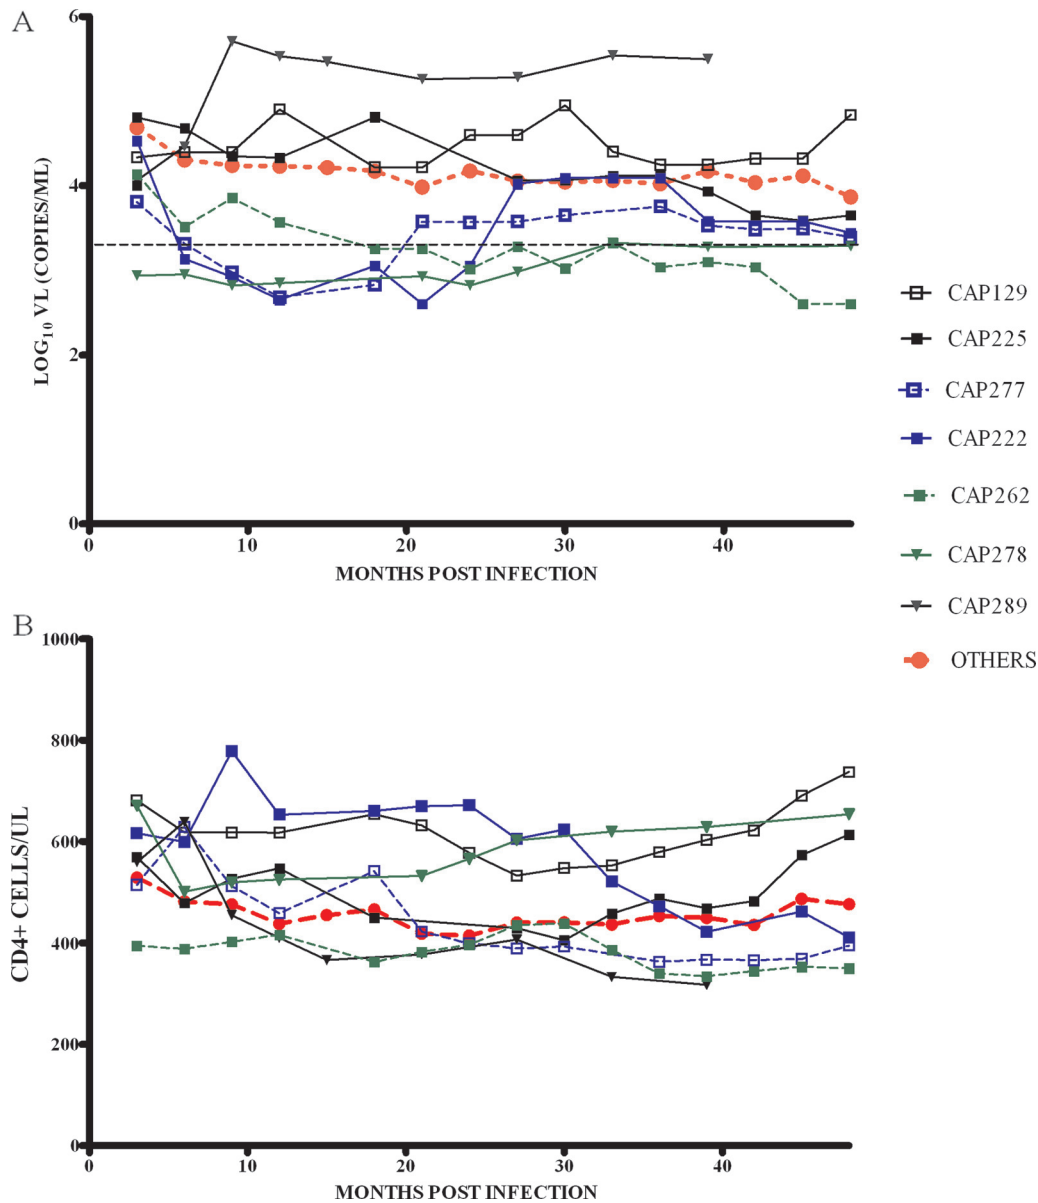 A
6
4
2
0
LOG10 VL (COPIES/ML)
0 10 20 30 40
MONTHS POST INFECTION
CAP129
CAP225
CAP277
CAP222
CAP262
CAP278
CAP289
OTHERS
B
1000
800
600
400
200
0
CD4+ CELLS/UL
0 10 20 30 40
MONTHS POST INFECTION